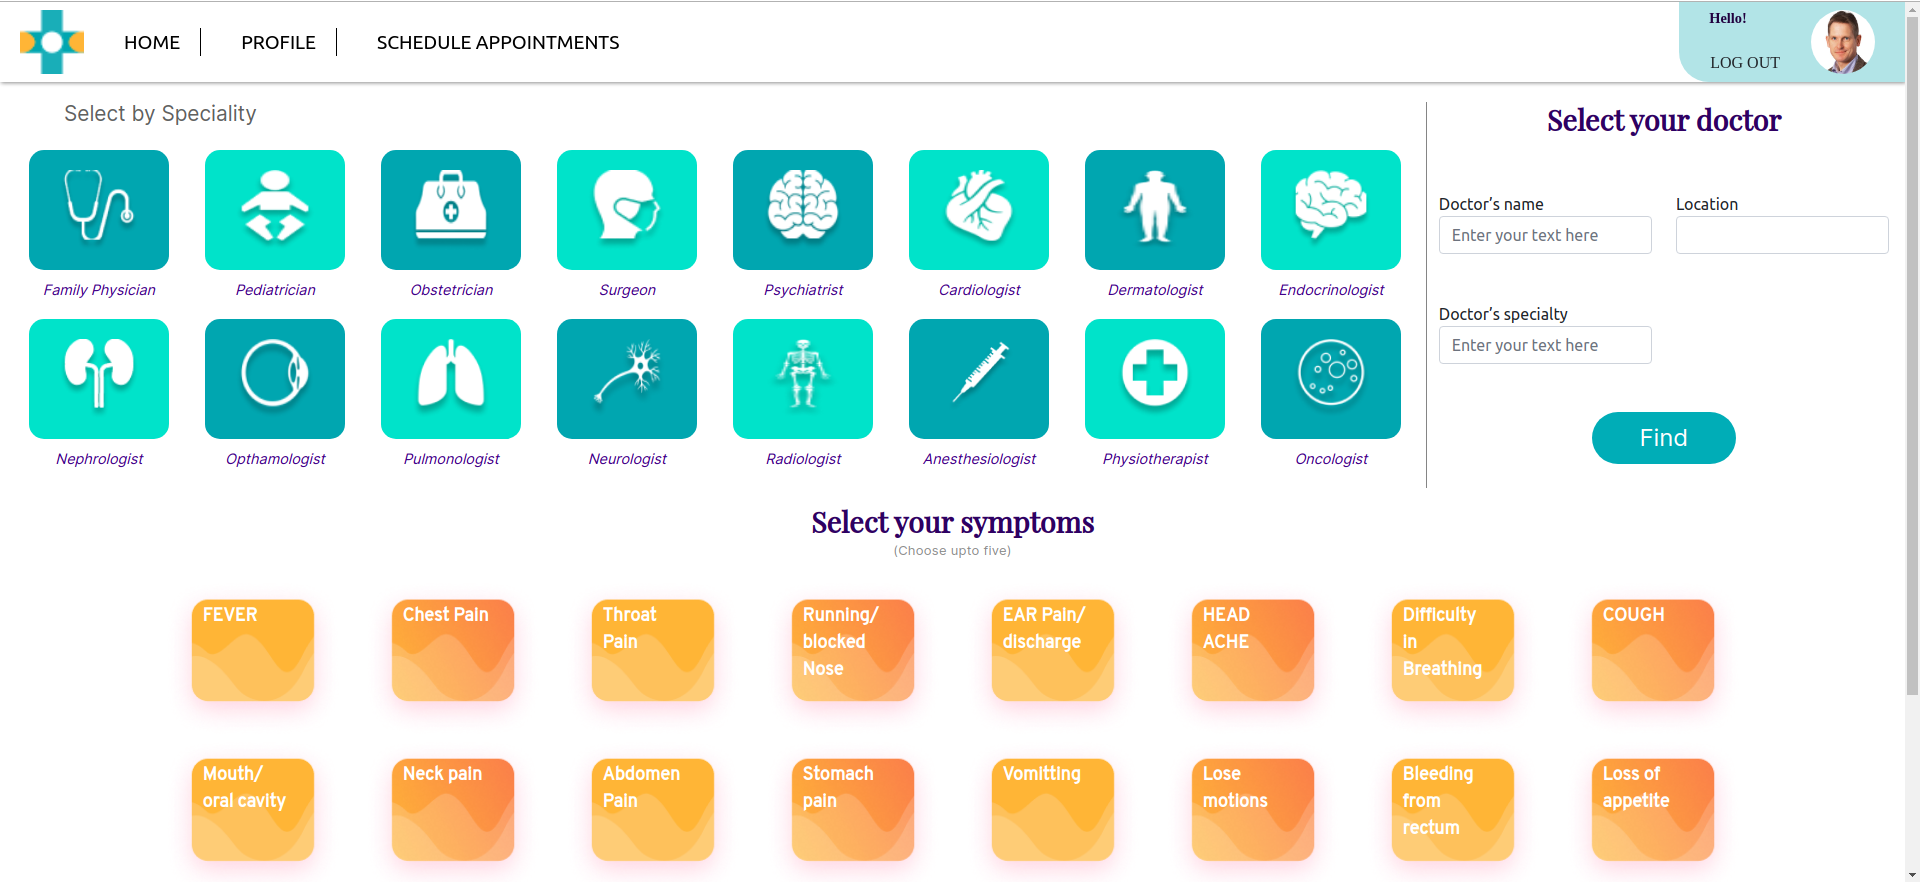 HOME
PROFILE
SCHEDULE APPOINTMENTS
Hello!
LOG OUT
Select by Speciality
Family Physician
Pediatrician
Obstetrician
Surgeon
Psychiatrist
Cardiologist
Dermatologist
Endocrinologist
Nephrologist
Opthamologist
Pulmonologist
Neurologist
Radiologist
Anesthesiologist
Physiotherapist
Oncologist
Select your doctor
Doctor's name
Enter your text here
Location
Doctor's specialty
Enter your text here
Find
Select your symptoms
(Choose upto five)
FEVER
Chest Pain
Throat
Pain
Running/
blocked
Nose
EAR Pain/
discharge
HEAD
ACHE
Difficulty
in
Breathing
COUGH
Mouth/
oral cavity
Neck pain
Abdomen
Pain
Stomach
pain
Vomitting
Lose
motions
Bleeding
from
rectum
Loss of
appetite